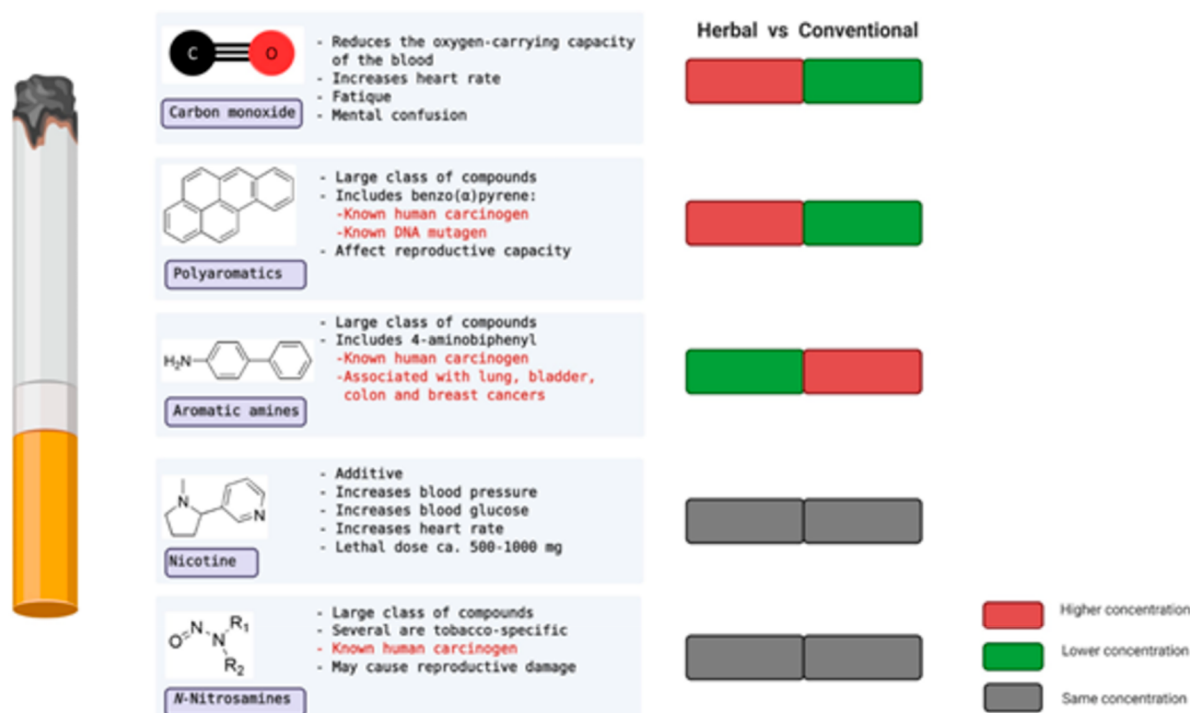 Herbal vs Conventional
C O
Carbon monoxide
- Reduces the oxygen-carrying capacity
of the blood
- Increases heart rate
- Fatique
- Mental confusion
Polyaromatics
- Large class of compounds
- Includes benzo(α)pyrene:
-Known human carcinogen
-Known DNA mutagen
- Affect reproductive capacity
H₂N
Aromatic amines
- Large class of compounds
- Includes 4-aminobiphenyl
-Known human carcinogen
-Associated with lung, bladder,
colon and breast cancers
N
N
Nicotine
- Additive
- Increases blood pressure
- Increases blood glucose
- Increases heart rate
- Lethal dose ca. 500-1000 mg
O N N R₁
R₂
N-Nitrosamines
- Large class of compounds
- Several are tobacco-specific
- Known human carcinogen
- May cause reproductive damage
Higher concentration
Lower concentration
Same concentration